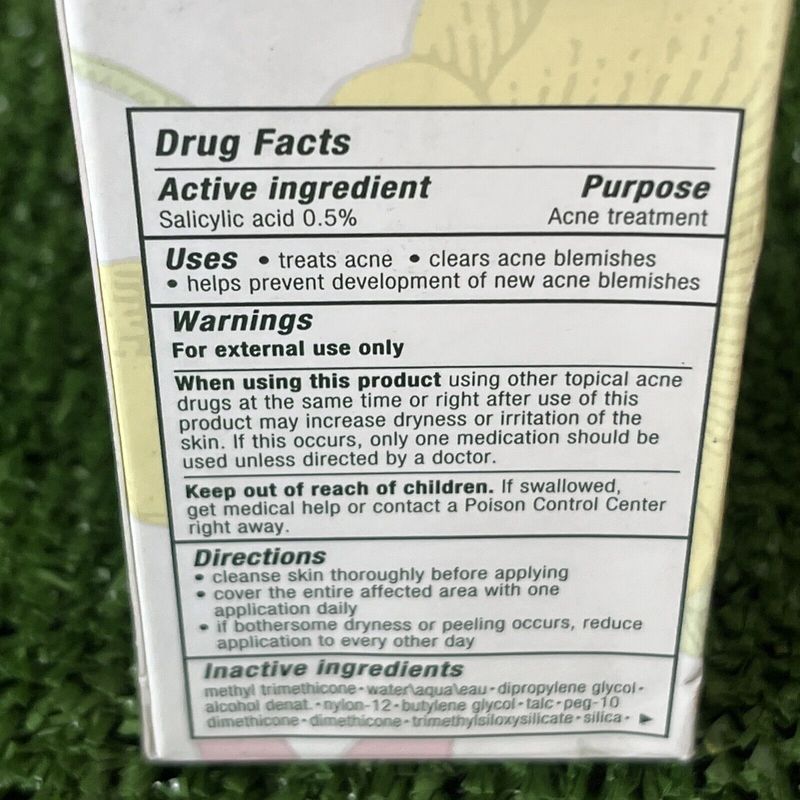 Drug Facts
Active ingredient Purpose
Salicylic acid 0.5% Acne treatment
Uses • treats acne • clears acne blemishes
• helps prevent development of new acne blemishes
Warnings
For external use only
When using this product using other topical acne
drugs at the same time or right after use of this
product may increase dryness or irritation of the
skin. If this occurs, only one medication should be
used unless directed by a doctor.
Keep out of reach of children. If swallowed,
get medical help or contact a Poison Control Center
right away.
Directions
• cleanse skin thoroughly before applying
• cover the entire affected area with one
application daily
• if bothersome dryness or peeling occurs, reduce
application to every other day
Inactive ingredients
methyl trimethicone • water\aqua\eau • dipropylene glycol •
alcohol denat. • nylon-12 • butylene glycol • talc • peg-10
dimethicone • dimethicone • trimethylsiloxysilicate • silica • ▶